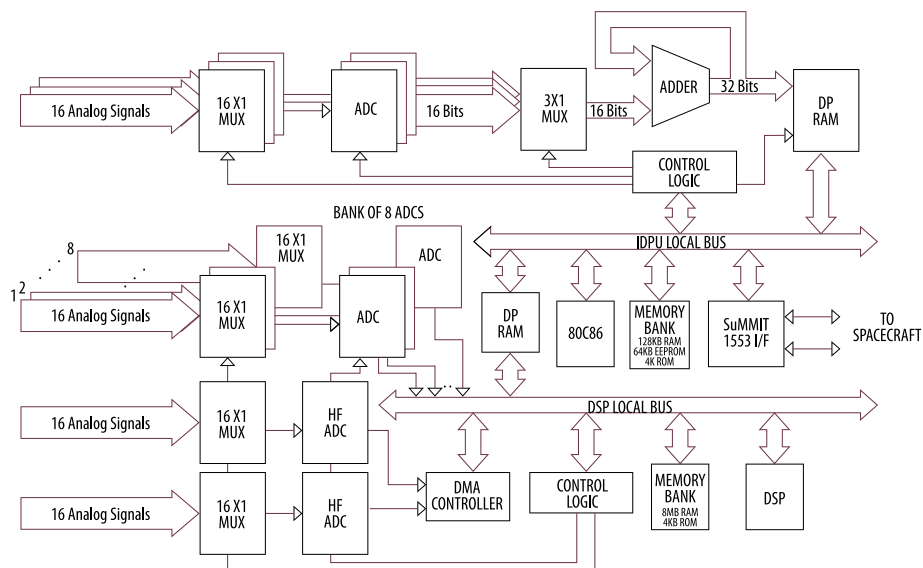 16 Analog Signals
16 X1
MUX
ADC
16 Bits
3X1
MUX
16 Bits
ADDER
32 Bits
DP
RAM
CONTROL
LOGIC
BANK OF 8 ADCS
IDPU LOCAL BUS
1 2 . . . . 8
. . .
16 X1
MUX
ADC
16 Analog Signals
16 X1
MUX
ADC
DP
RAM
80C86
MEMORY
BANK
128KB RAM
64KB EEPROM
4K ROM
SuMMIT
1553 I/F
TO
SPACECRAFT
DSP LOCAL BUS
16 Analog Signals
16 X1
MUX
HF
ADC
16 Analog Signals
16 X1
MUX
HF
ADC
DMA
CONTROLLER
CONTROL
LOGIC
MEMORY
BANK
8MB RAM
4KB ROM
DSP